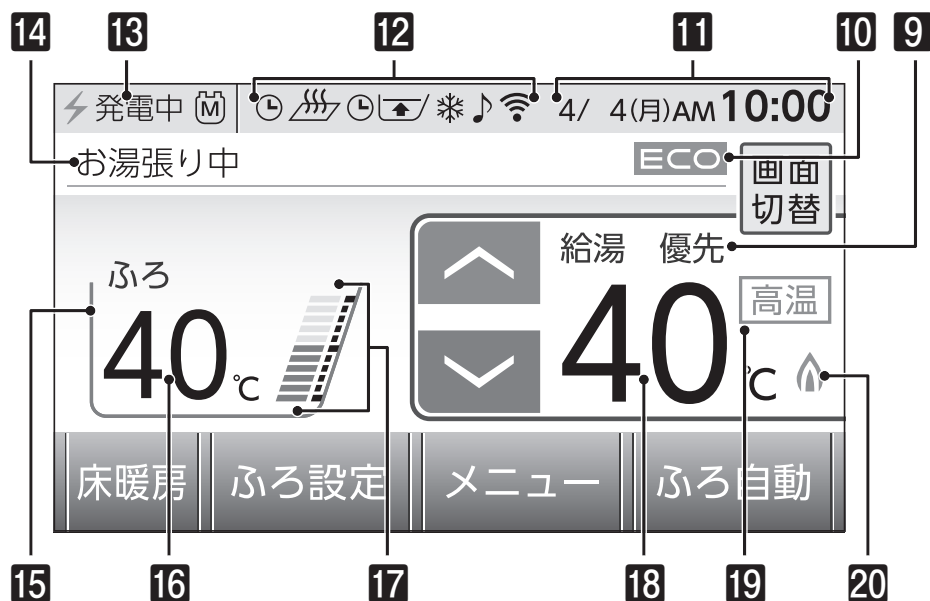 14 13 12 11 10 9
発電中 M 4/ 4(月)AM10:00
お湯張り中 ECO 画面
切替
給湯 優先
ふろ 高温
40℃ 40℃
床暖房 ふろ設定 メニュー ふろ自動
15 16 17 18 19 20